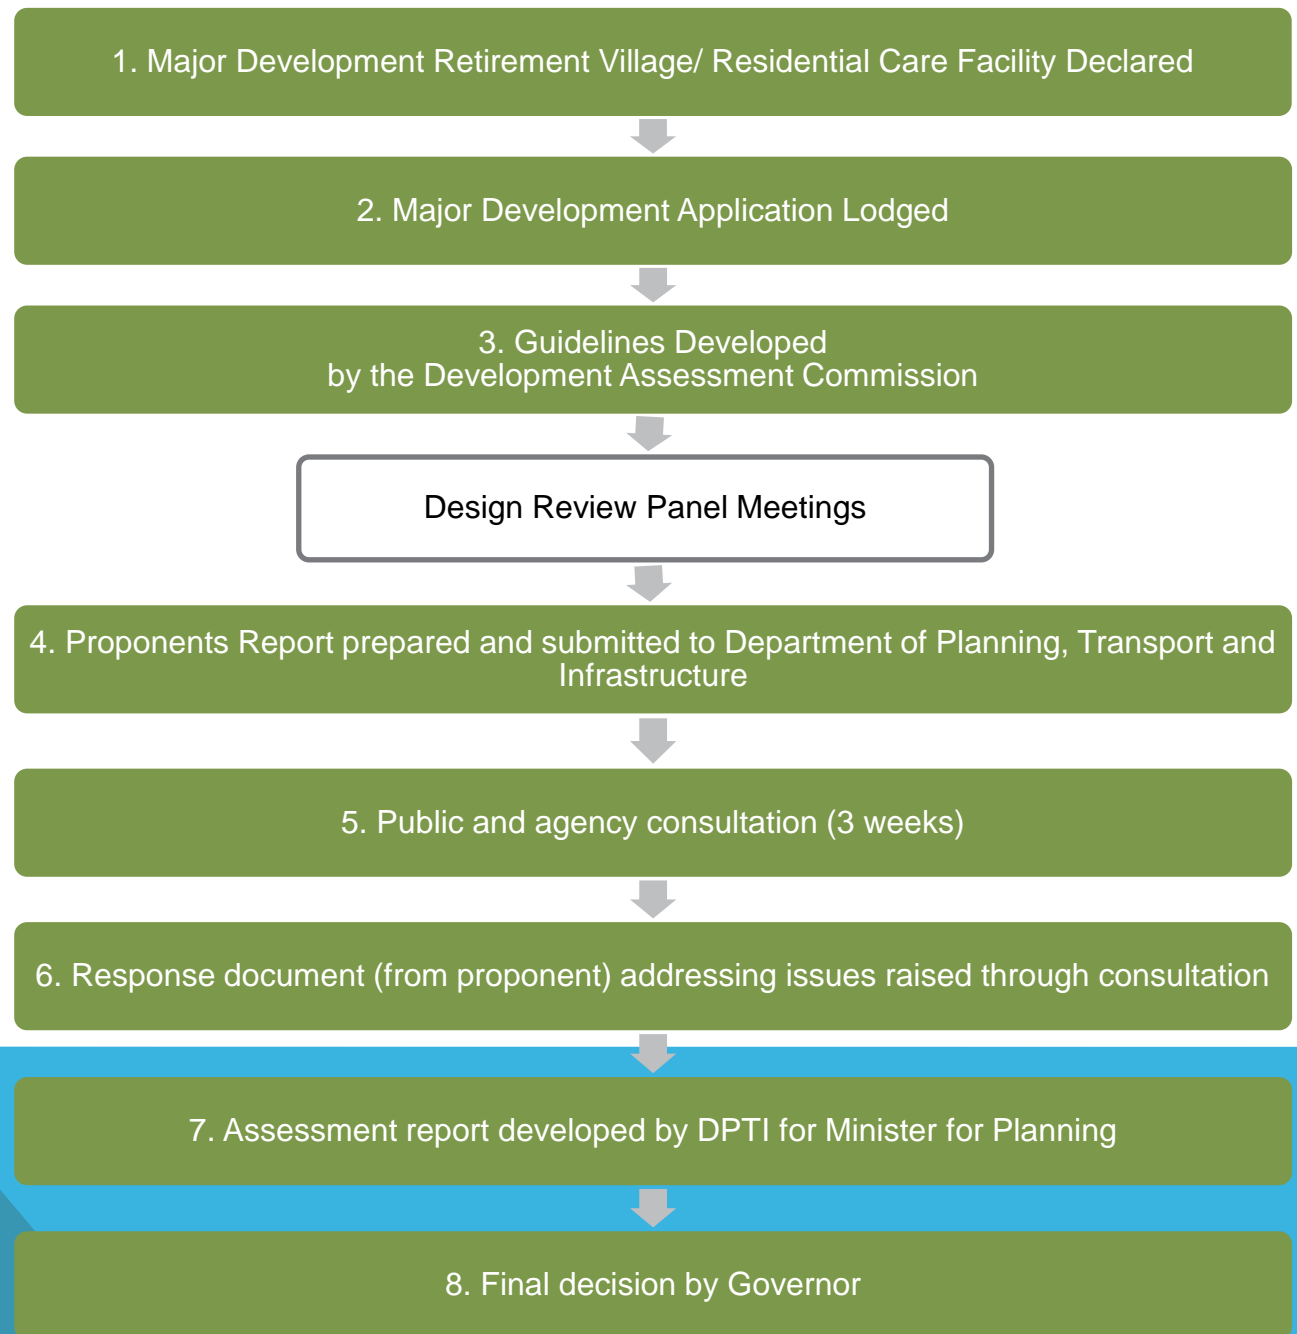 1. Major Development Retirement Village/ Residential Care Facility Declared
2. Major Development Application Lodged
3. Guidelines Developed
by the Development Assessment Commission
Design Review Panel Meetings
4. Proponents Report prepared and submitted to Department of Planning, Transport and
Infrastructure
5. Public and agency consultation (3 weeks)
6. Response document (from proponent) addressing issues raised through consultation
7. Assessment report developed by DPTI for Minister for Planning
8. Final decision by Governor